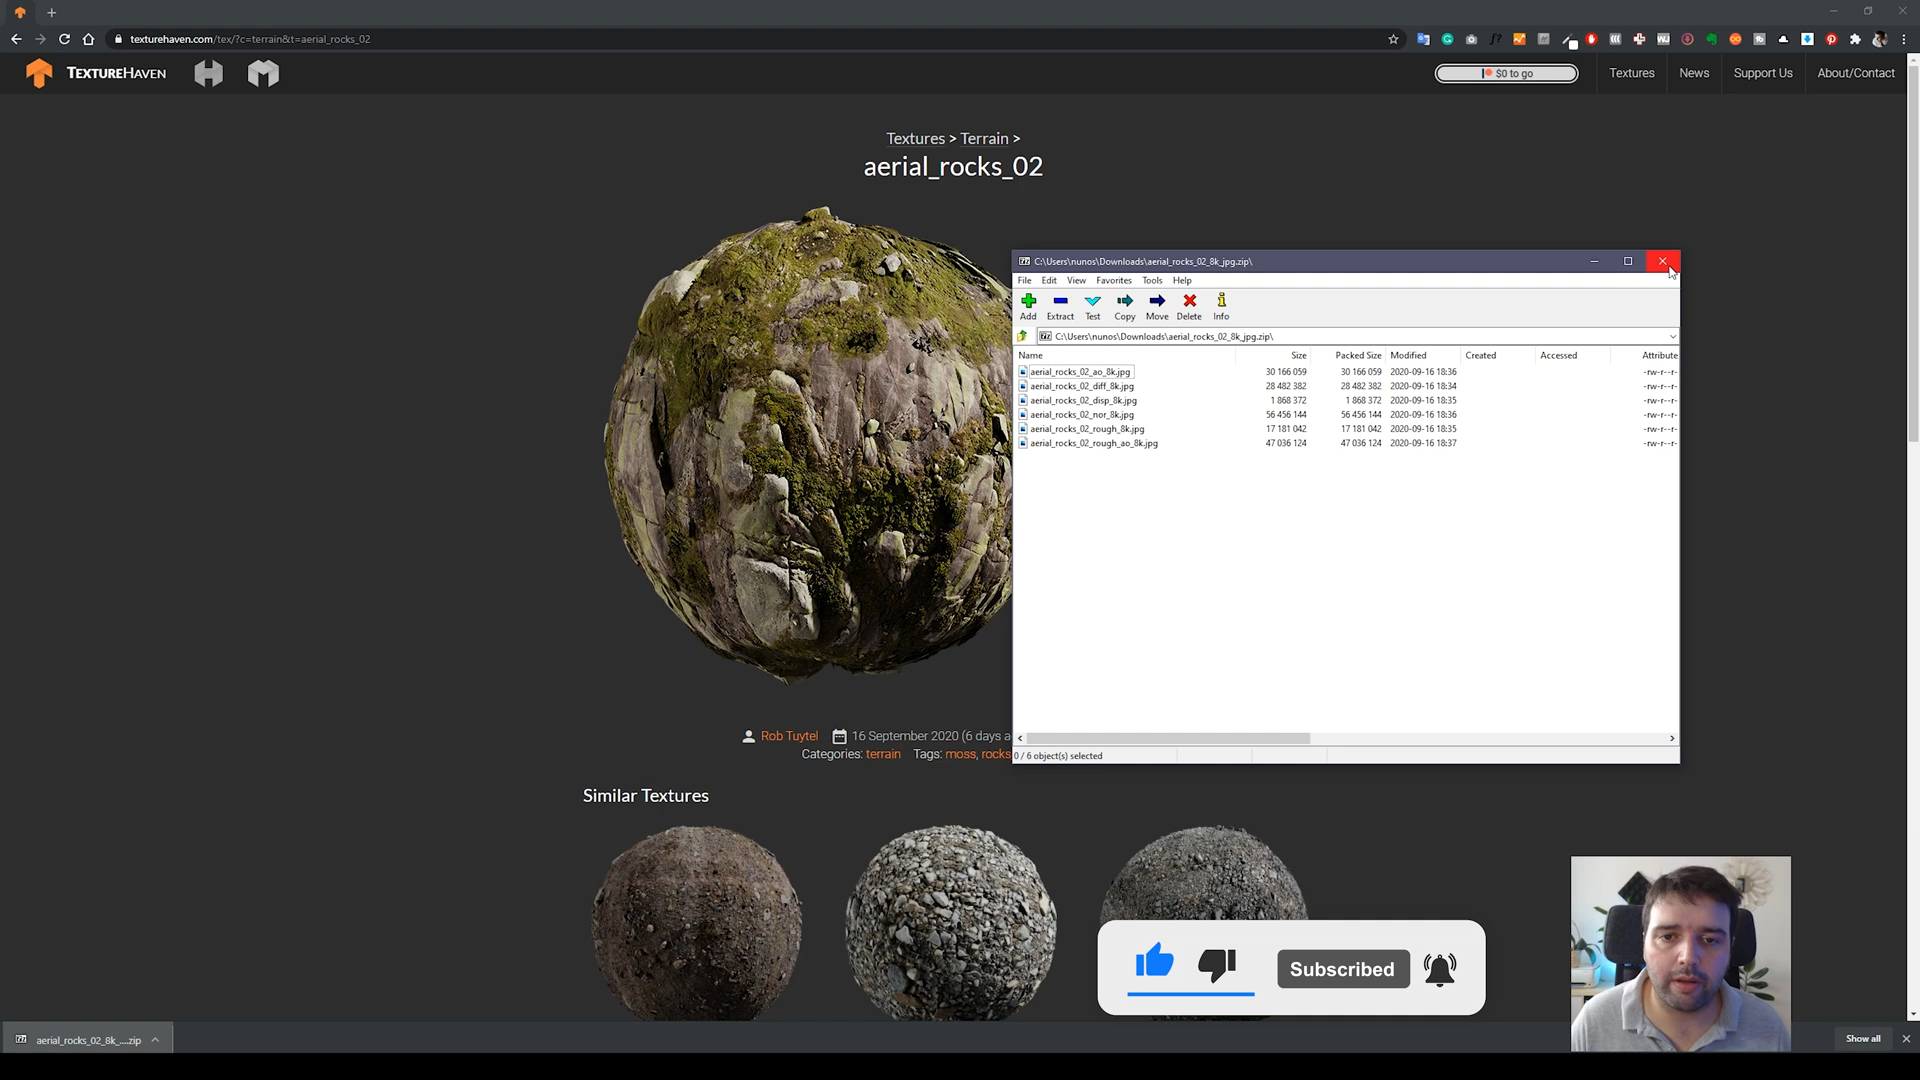 texturehaven.com/tex/?c=terrain&t=aerial_rocks_02
TEXTUREHAVEN
$0 to go
Textures
News
Support Us
About/Contact
Textures > Terrain >
aerial_rocks_02
C:\Users\nunos\Downloads\aerial_rocks_02_8k_jpg.zip\
File Edit View Favorites Tools Help
Add Extract Test Copy Move Delete Info
C:\Users\nunos\Downloads\aerial_rocks_02_8k_jpg.zip\
Name Size Packed Size Modified Created Accessed Attribute
aerial_rocks_02_ao_8k.jpg 30 166 059 30 166 059 2020-09-16 18:36 -rw-r--r-
aerial_rocks_02_diff_8k.jpg 28 482 382 28 482 382 2020-09-16 18:34 -rw-r--r-
aerial_rocks_02_disp_8k.jpg 1 868 372 1 868 372 2020-09-16 18:35 -rw-r--r-
aerial_rocks_02_nor_8k.jpg 56 456 144 56 456 144 2020-09-16 18:36 -rw-r--r-
aerial_rocks_02_rough_8k.jpg 17 181 042 17 181 042 2020-09-16 18:35 -rw-r--r-
aerial_rocks_02_rough_ao_8k.jpg 47 036 124 47 036 124 2020-09-16 18:37 -rw-r--r-
0 / 6 object(s) selected
Rob Tuytel 16 September 2020 (6 days a
Categories: terrain Tags: moss, rocks
Similar Textures
Subscribed
aerial_rocks_02_8k_....zip
Show all